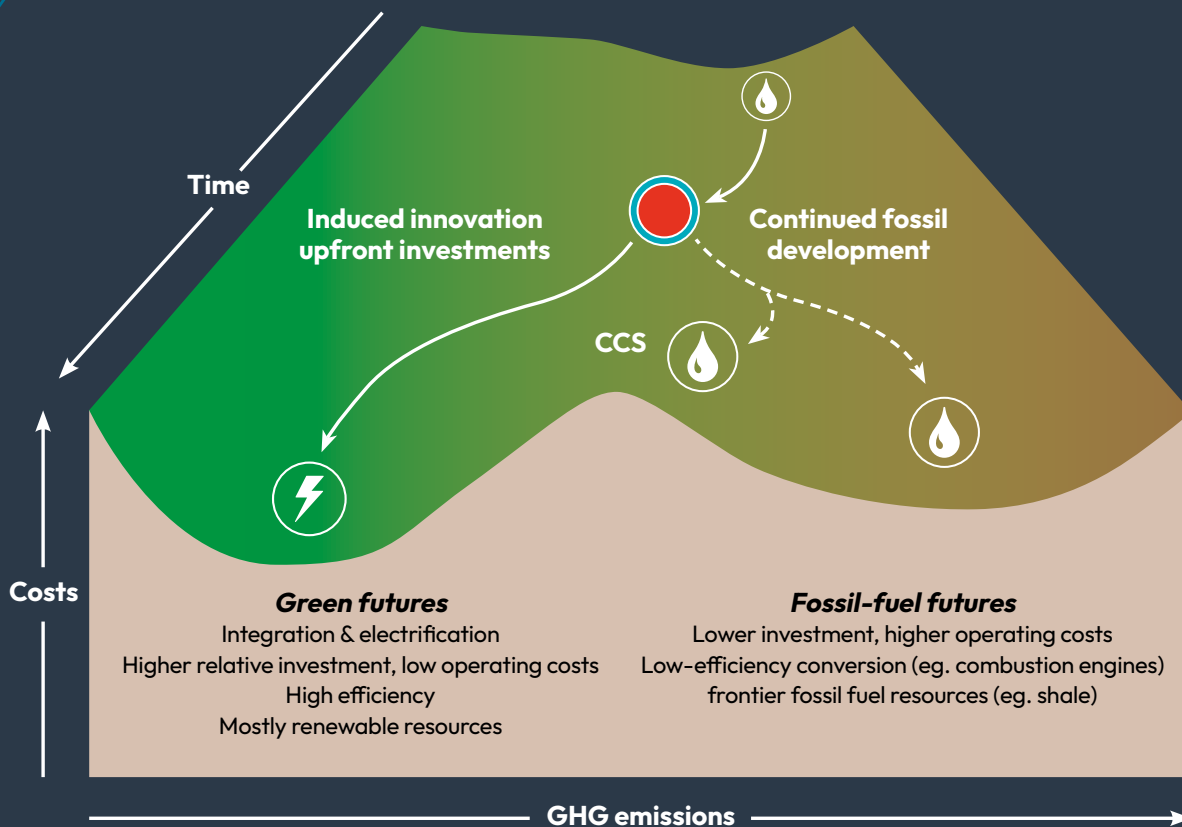 Time
Induced innovation
upfront investments
Continued fossil
development
CCS
Costs
Green futures
Integration & electrification
Higher relative investment, low operating costs
High efficiency
Mostly renewable resources
Fossil-fuel futures
Lower investment, higher operating costs
Low-efficiency conversion (eg. combustion engines)
frontier fossil fuel resources (eg. shale)
GHG emissions